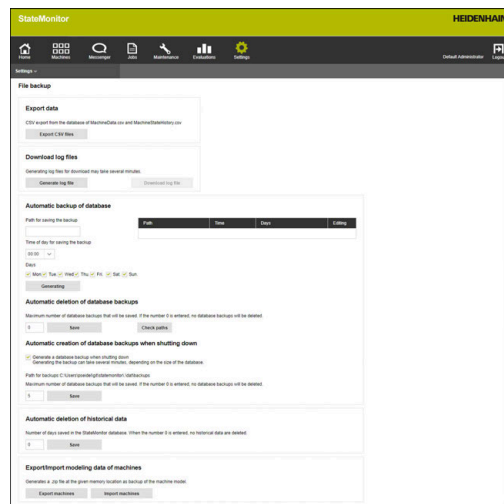 StateMonitor
HEIDENHAIN
Home
Machines
Messenger
Jobs
Maintenance
Evaluations
Settings
Default Administrator
Logout
Settings
File backup
Export data
CSV export from the database of MachineData.csv and MachineStateHistory.csv
Export CSV files
Download log files
Generating log files for download may take several minutes.
Generate log file
Download log file
Automatic backup of database
Path for saving the backup
Path Time Days Editing
Time of day for saving the backup
00:00
Days
Mon Tue Wed Thu Fri Sat Sun
Generating
Automatic deletion of database backups
Maximum number of database backups that will be saved. If the number 0 is entered, no database backups will be deleted.
0 Save Check paths
Automatic creation of database backups when shutting down
Generate a database backup when shutting down
Generating the backup can take several minutes, depending on the size of the database.
Maximum number of database backups that will be saved. If the number 0 is entered, no database backups will be deleted.
0 Save
Automatic deletion of historical data
Number of days saved in the StateMonitor database. When the number 0 is entered, no historical data are deleted.
0 Save
Export/Import modeling data of machines
Generates a .zip file at the given memory location as backup of the machine model.
Export machines Import machines